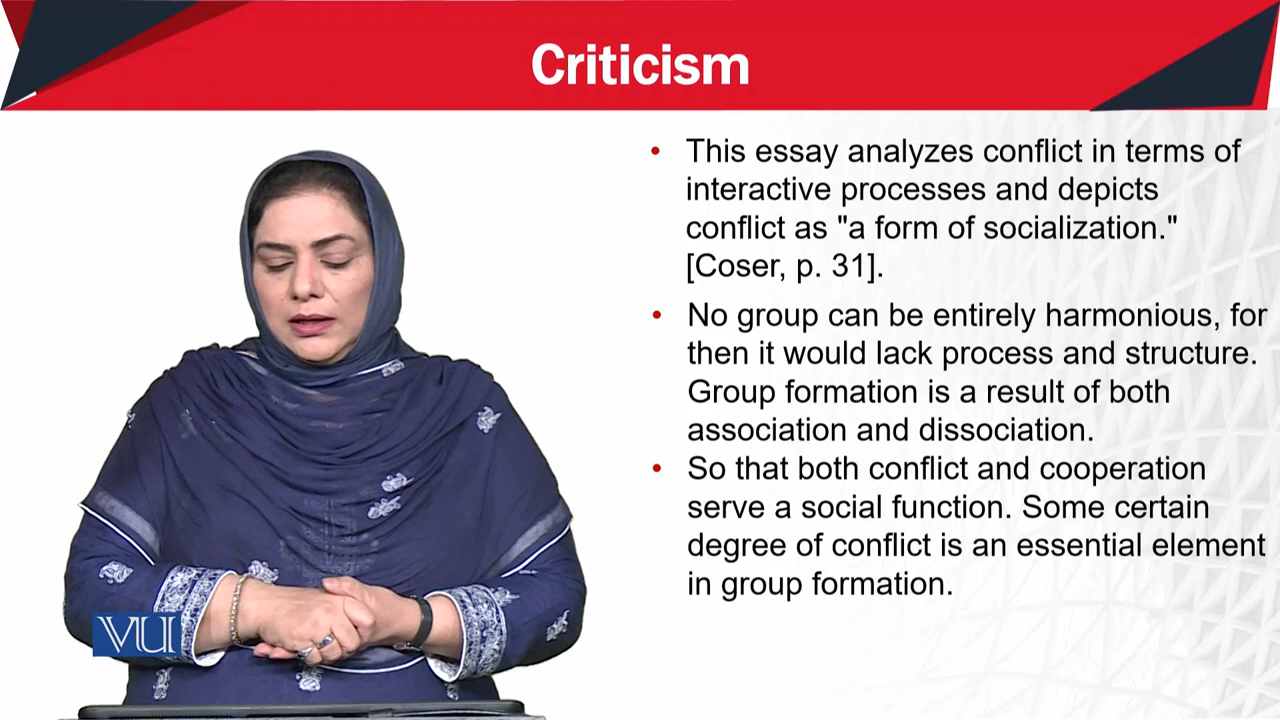 Criticism
• This essay analyzes conflict in terms of
interactive processes and depicts
conflict as "a form of socialization."
[Coser, p. 31].
• No group can be entirely harmonious, for
then it would lack process and structure.
Group formation is a result of both
association and dissociation.
• So that both conflict and cooperation
serve a social function. Some certain
degree of conflict is an essential element
in group formation.
VU